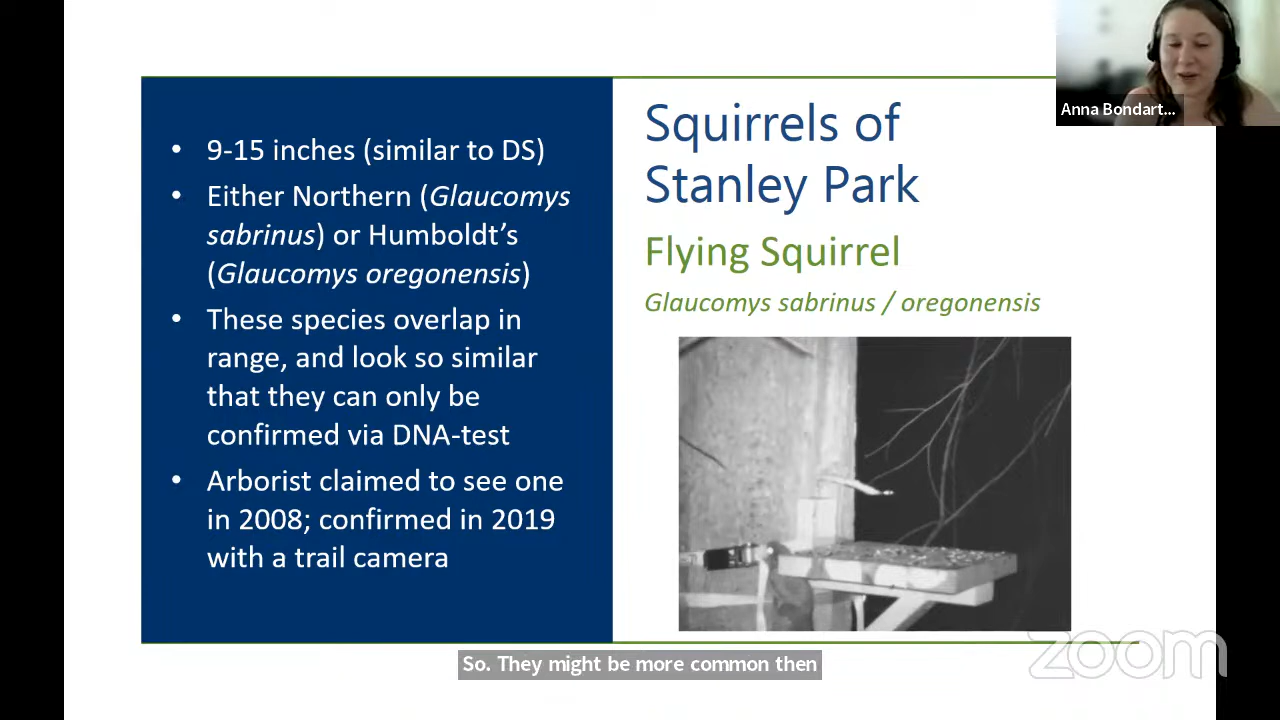 • 9-15 inches (similar to DS)
• Either Northern (Glaucomys
sabrinus) or Humboldt's
(Glaucomys oregonensis)
• These species overlap in
range, and look so similar
that they can only be
confirmed via DNA-test
• Arborist claimed to see one
in 2008; confirmed in 2019
with a trail camera
Squirrels of
Stanley Park
Flying Squirrel
Glaucomys sabrinus / oregonensis
Anna Bondart...
zoom
So. They might be more common then